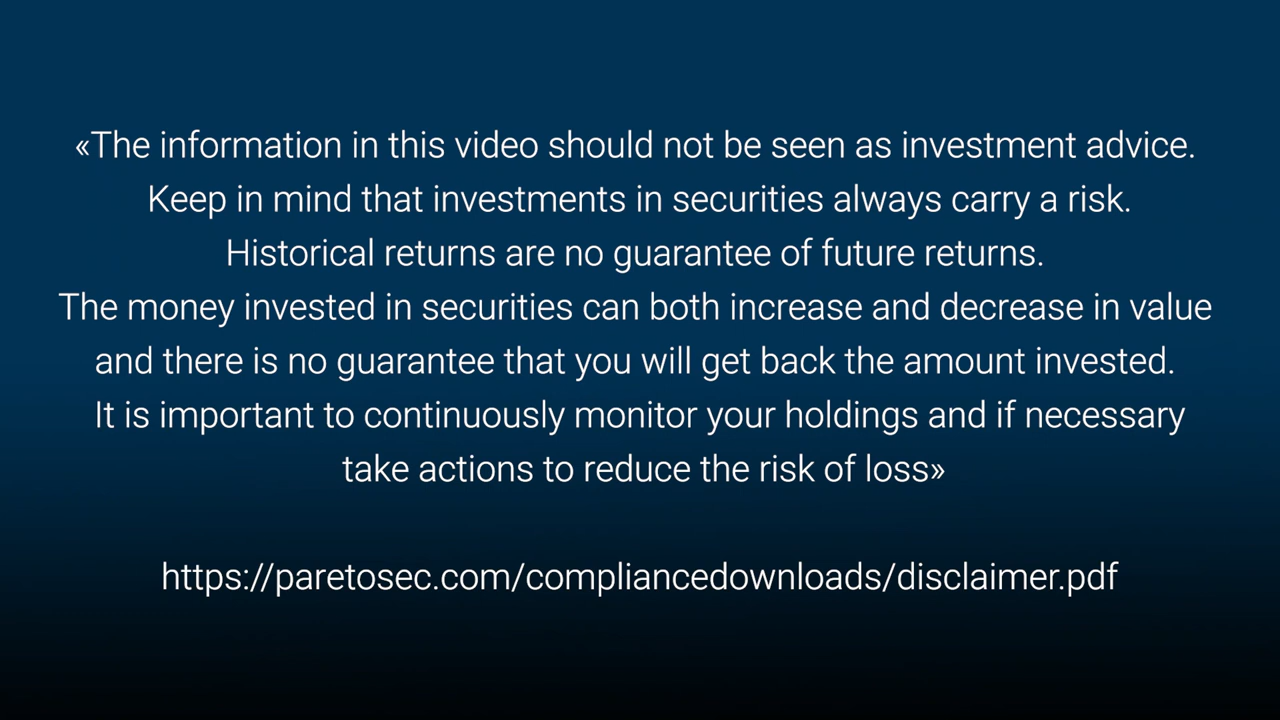 «The information in this video should not be seen as investment advice.
Keep in mind that investments in securities always carry a risk.
Historical returns are no guarantee of future returns.
The money invested in securities can both increase and decrease in value
and there is no guarantee that you will get back the amount invested.
It is important to continuously monitor your holdings and if necessary
take actions to reduce the risk of loss»
https://paretosec.com/compliancedownloads/disclaimer.pdf